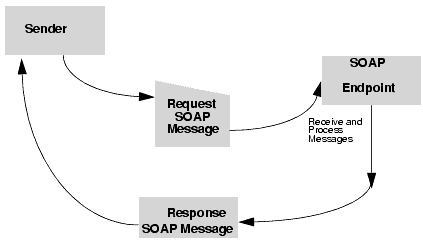 Sender
SOAP
Endpoint
Request
SOAP
Message
Receive and
Process
Messages
Response
SOAP Message